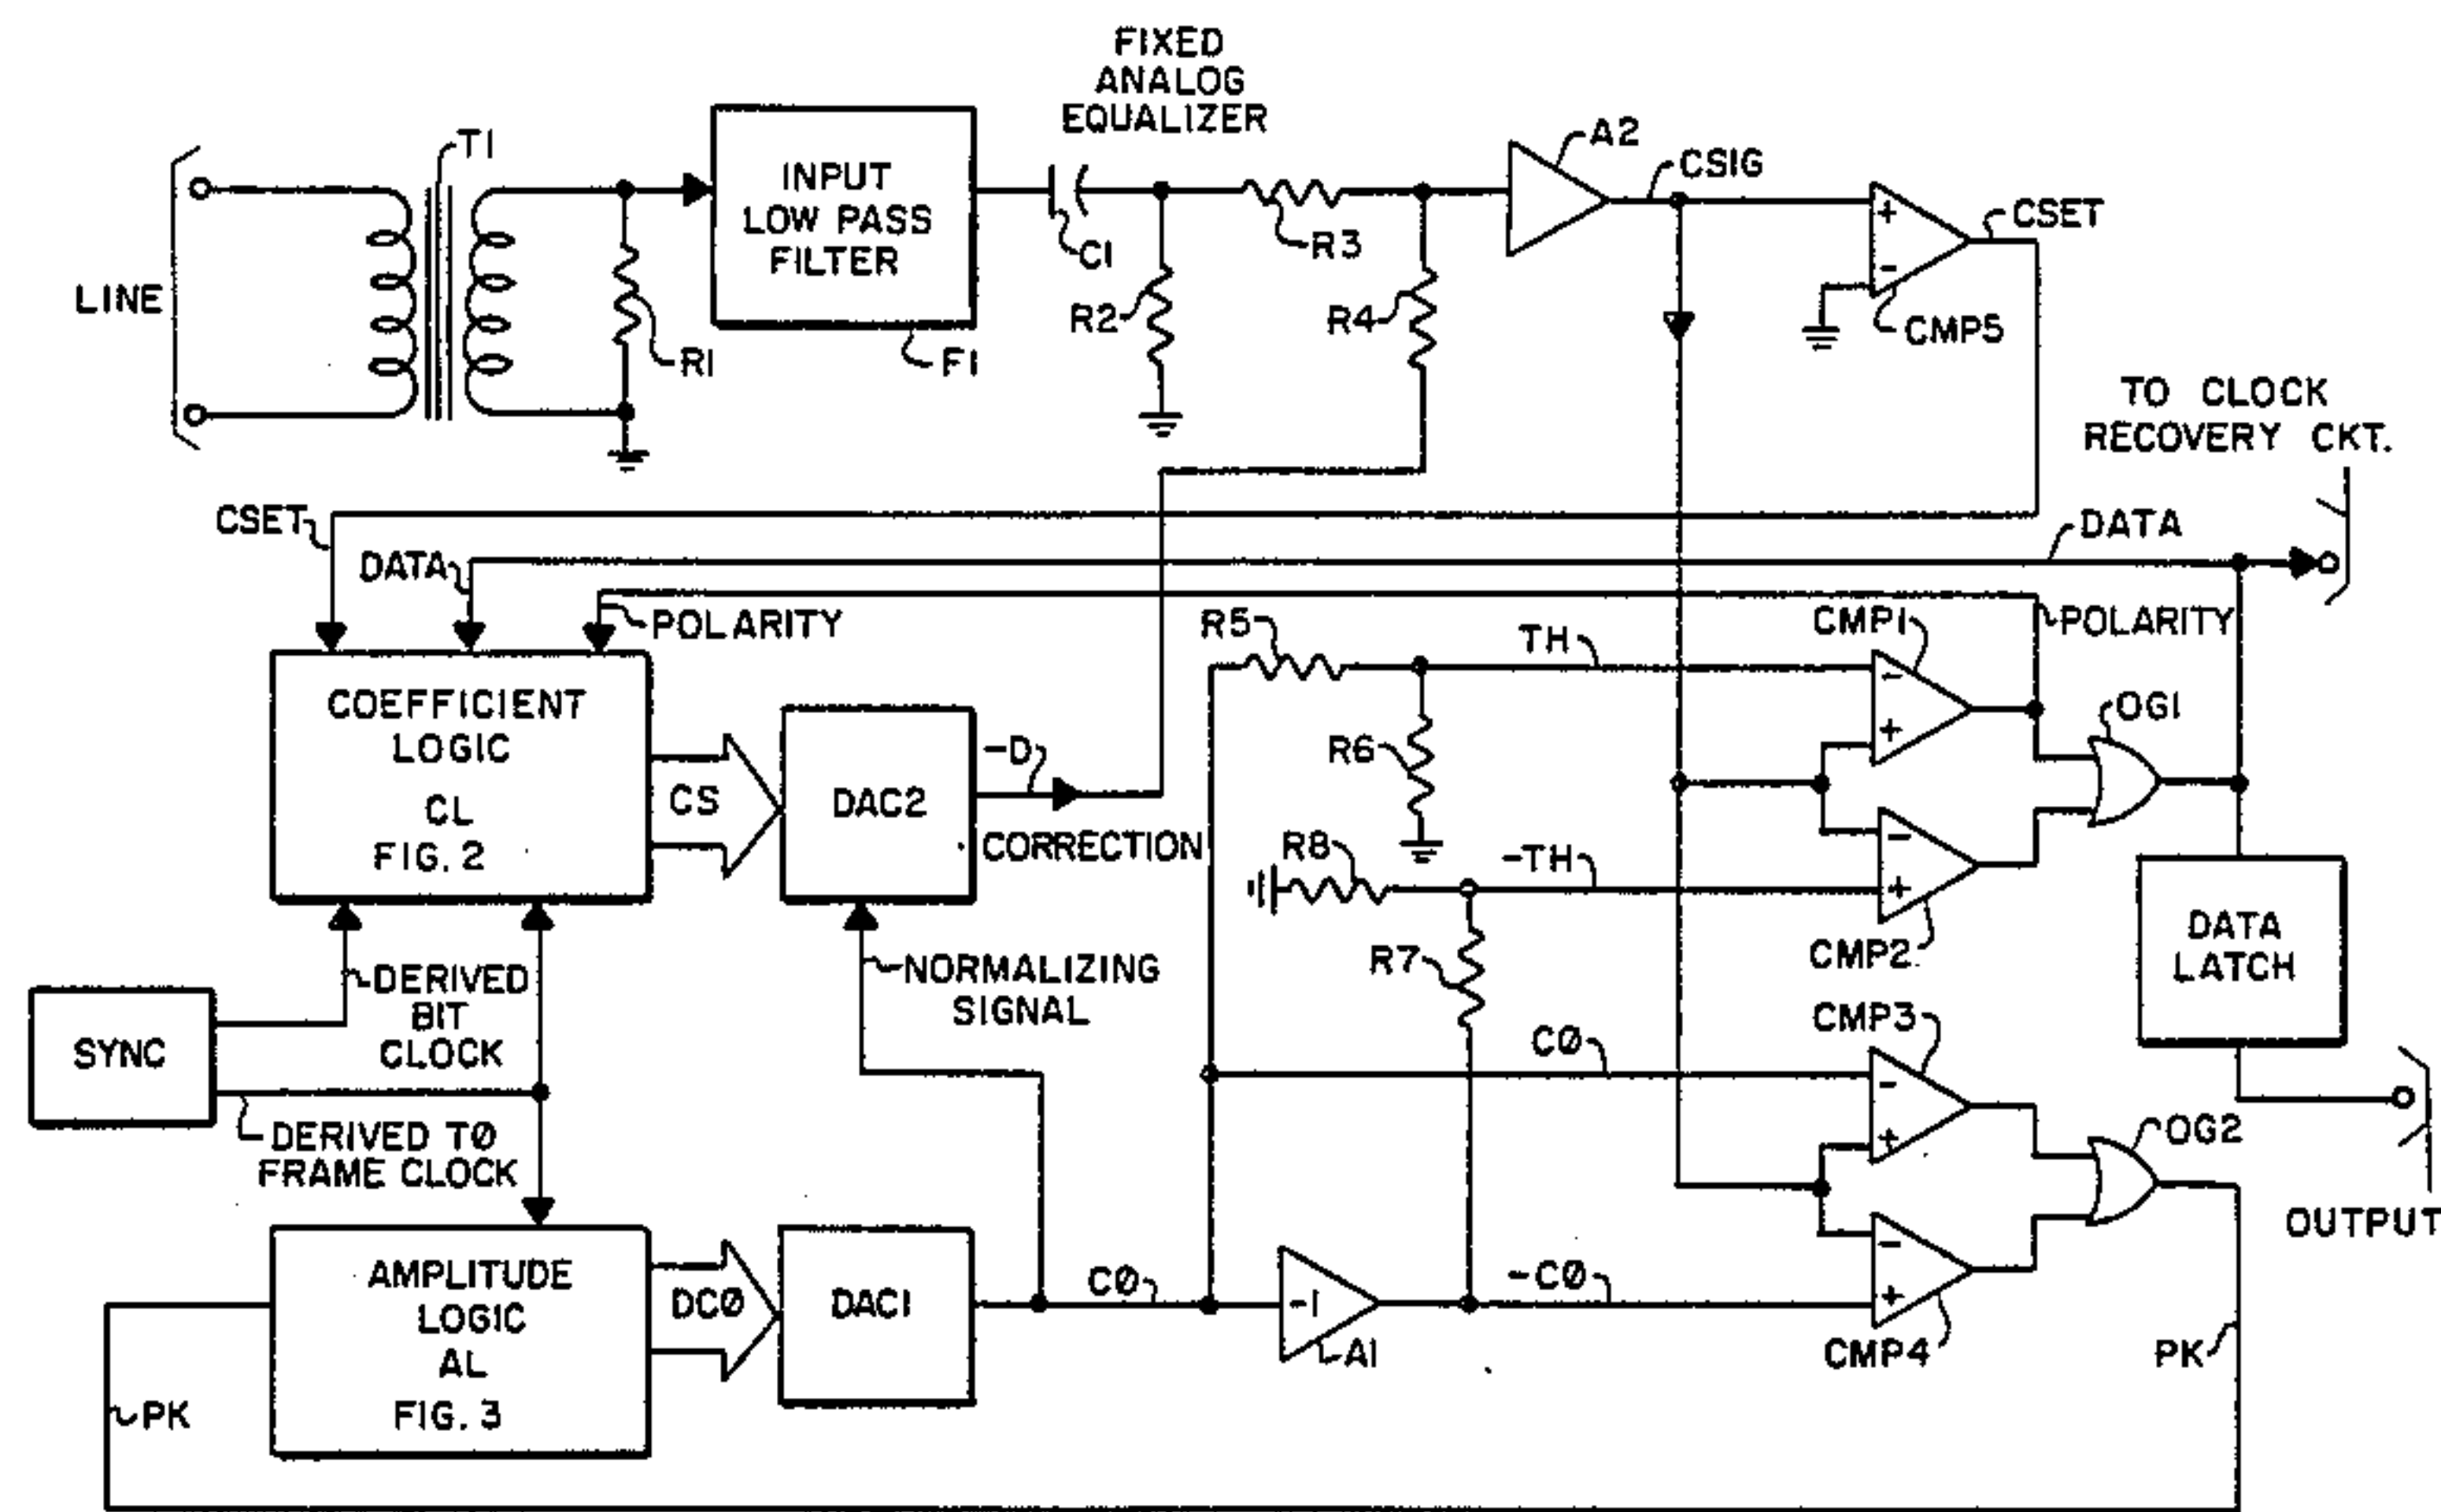 FIXED
ANALOG
EQUALIZER
T1
A2
CSIG
INPUT
LOW PASS
FILTER
CSET
C1
R3
LINE
R2
R4
CMP5
R1
F1
TO CLOCK
RECOVERY CKT.
CSET
DATA
DATA
POLARITY
R5
TH
CMP1
POLARITY
COEFFICIENT
LOGIC
CL
FIG. 2
CS
DAC2
-D
CORRECTION
R6
OG1
R8
-TH
CMP2
DATA
LATCH
R7
NORMALIZING
SIGNAL
DERIVED
BIT
CLOCK
SYNC
CMP3
CØ
DERIVED TØ
FRAME CLOCK
OG2
OUTPUT
AMPLITUDE
LOGIC
AL
FIG. 3
DCØ
DAC1
CØ
-1
A1
-CØ
CMP4
PK
PK